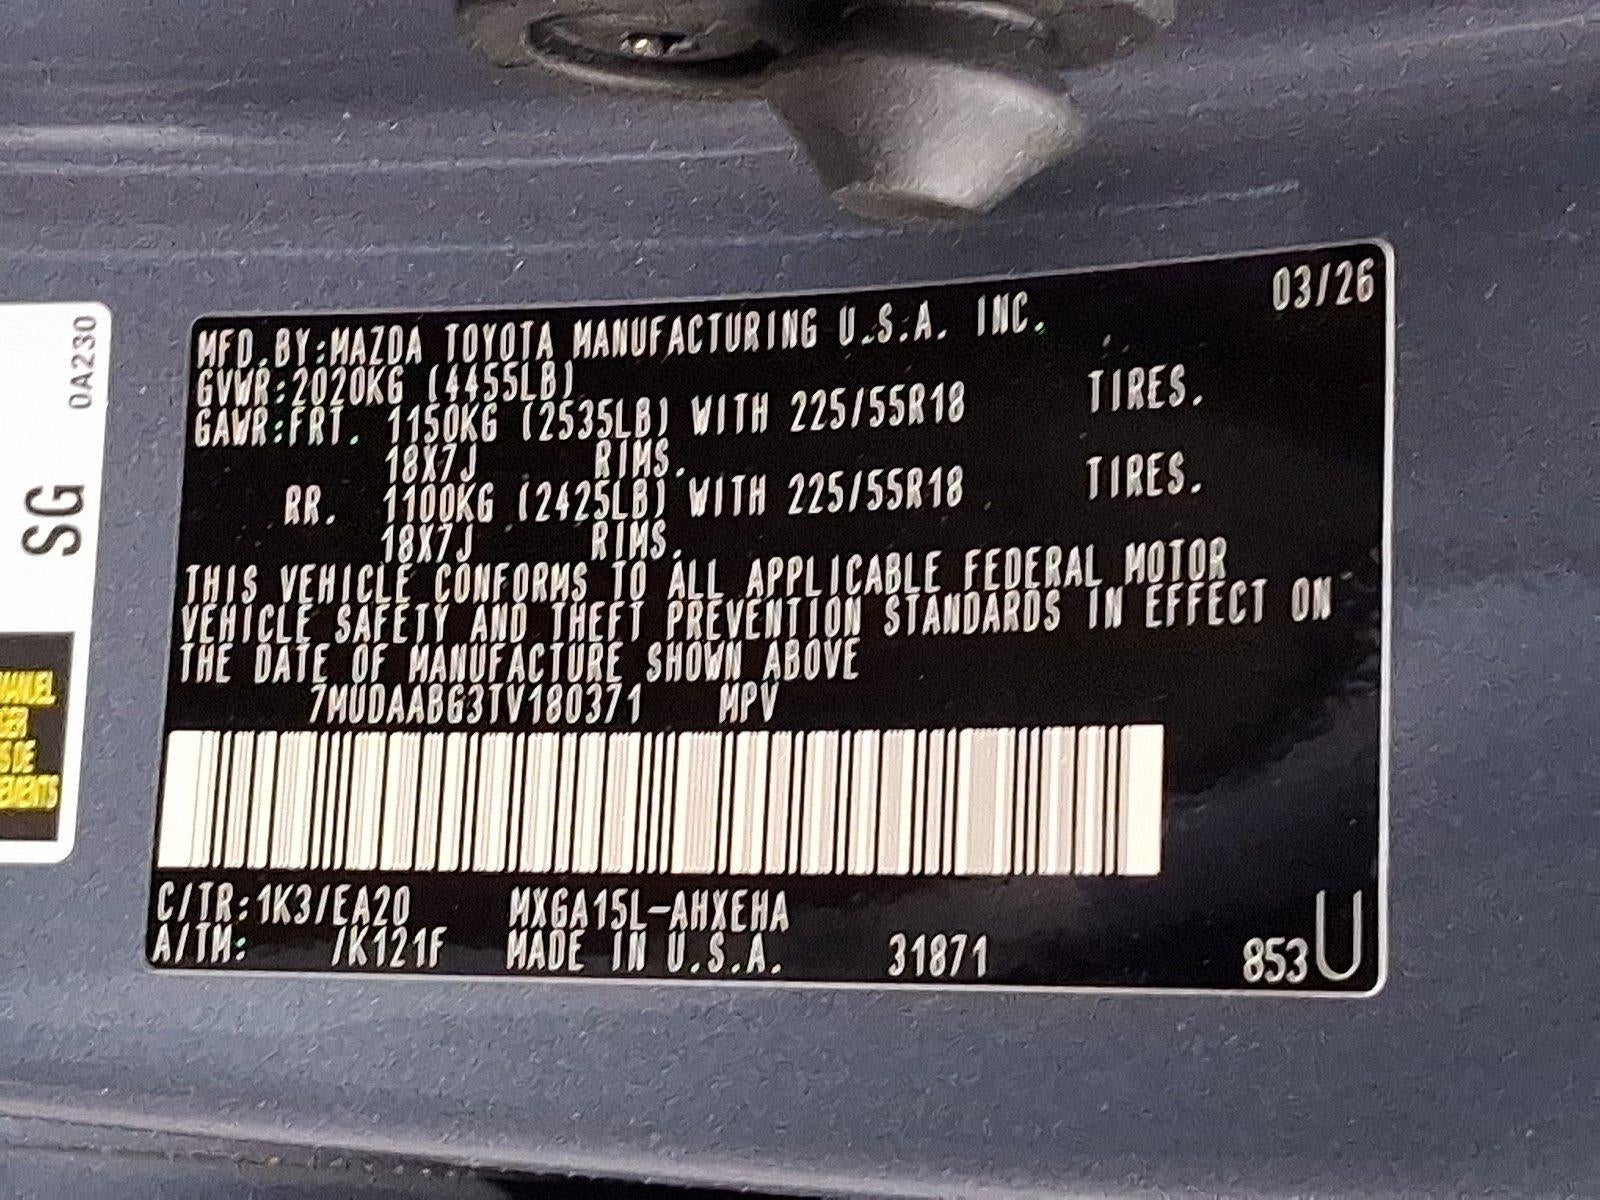 03/26
MFD.BY:MAZDA TOYOTA MANUFACTURING U.S.A. INC.
GVWR:2020KG (4455LB)
GAWR:FRT. 1150KG (2535LB) WITH 225/55R18 TIRES.
18X7J RIMS.
RR. 1100KG (2425LB) WITH 225/55R18 TIRES.
18X7J RIMS.
THIS VEHICLE CONFORMS TO ALL APPLICABLE FEDERAL MOTOR
VEHICLE SAFETY AND THEFT PREVENTION STANDARDS IN EFFECT ON
THE DATE OF MANUFACTURE SHOWN ABOVE
7MUDAABG3TV180371 MPV
C/TR:1K3/EA20 MXGA15L-AHXEHA
A/TM: /K121F MADE IN U.S.A. 31871 853U
0A230
SG